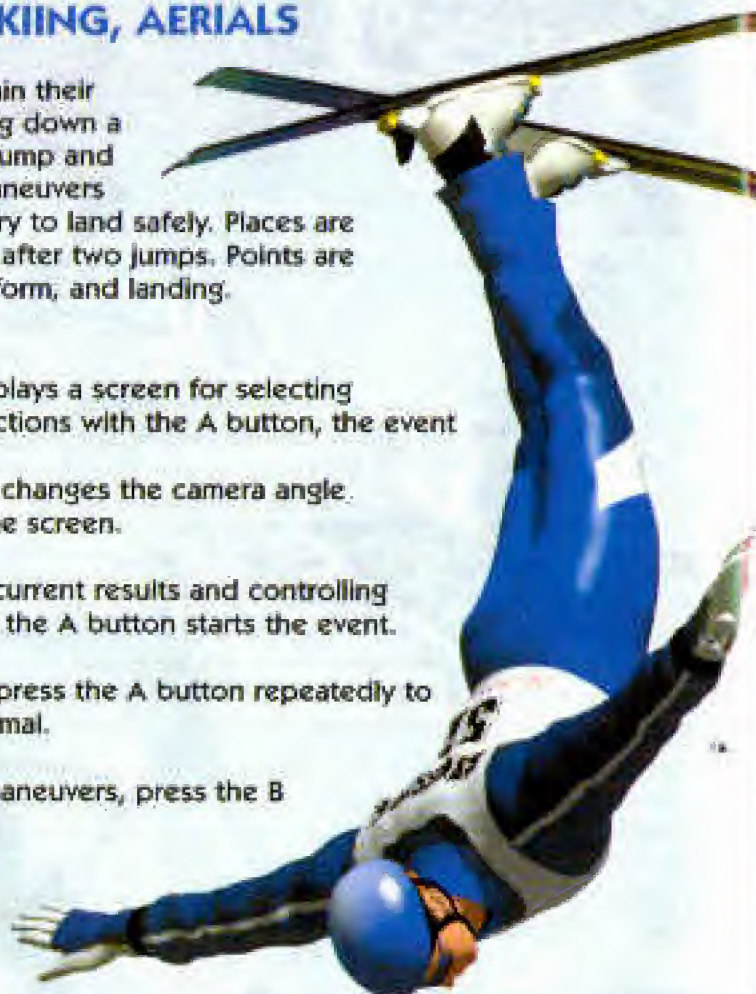 KIING, AERIALS
in their
g down a
ump and
aneuvers
ry to land safely. Places are
after two jumps. Points are
form, and landing.
plays a screen for selecting
ctions with the A button, the event
changes the camera angle.
e screen.
current results and controlling
the A button starts the event.
press the A button repeatedly to
mal.
aneuvers, press the B